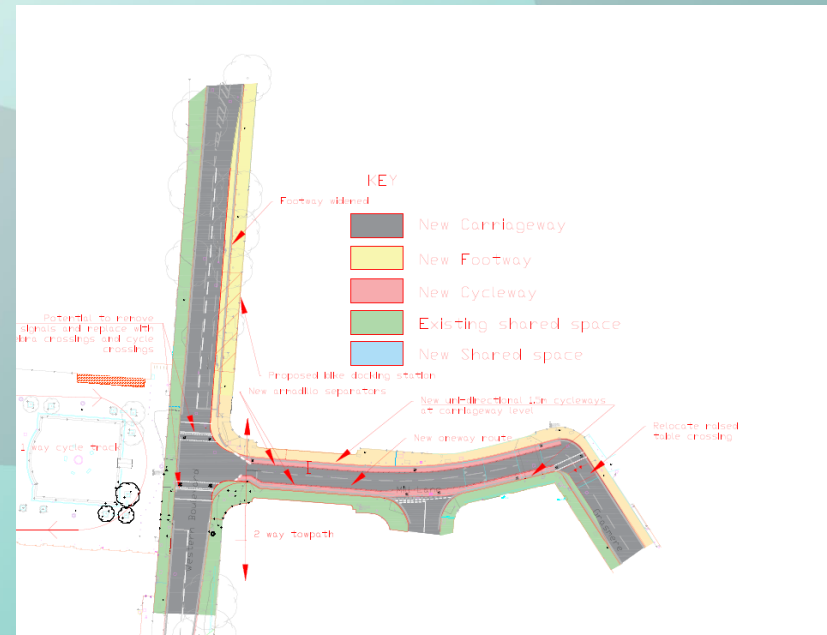 KEY
Footway widened
New Carriageway
New Footway
New Cycleway
Existing shared space
New Shared space
Potential to remove
signals and replace with
crossings and cycle
crossings
Proposed bike docking station
New armadillo separators
New uni-directional 1.5m cycleways
at carriageway level.
New oneway route
Relocate raised
table crossing
1 way cycle track
2 way towpath
Western